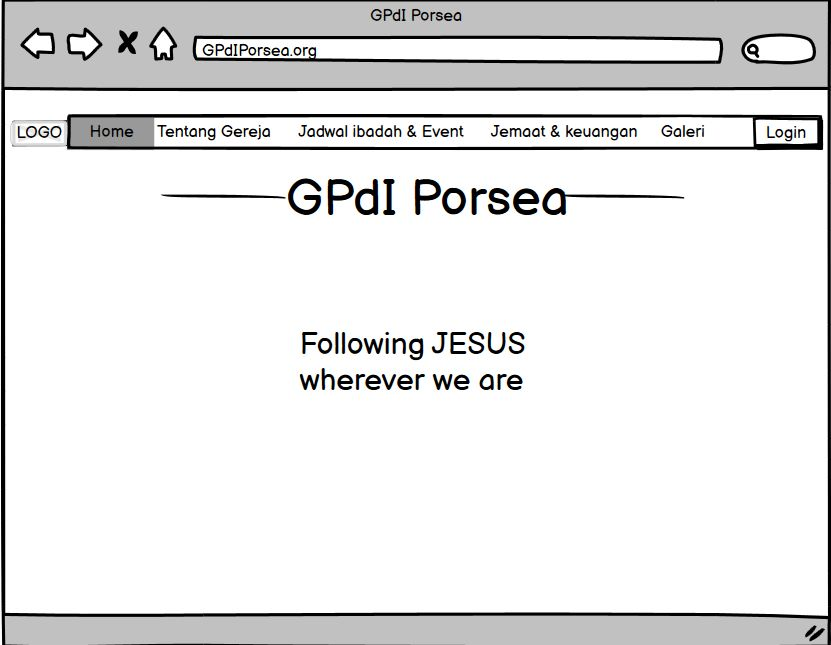 GPdI Porsea
GPdIPorsea.org
LOGO Home Tentang Gereja Jadwal ibadah & Event Jemaat & keuangan Galeri Login
GPdI Porsea
Following JESUS
wherever we are